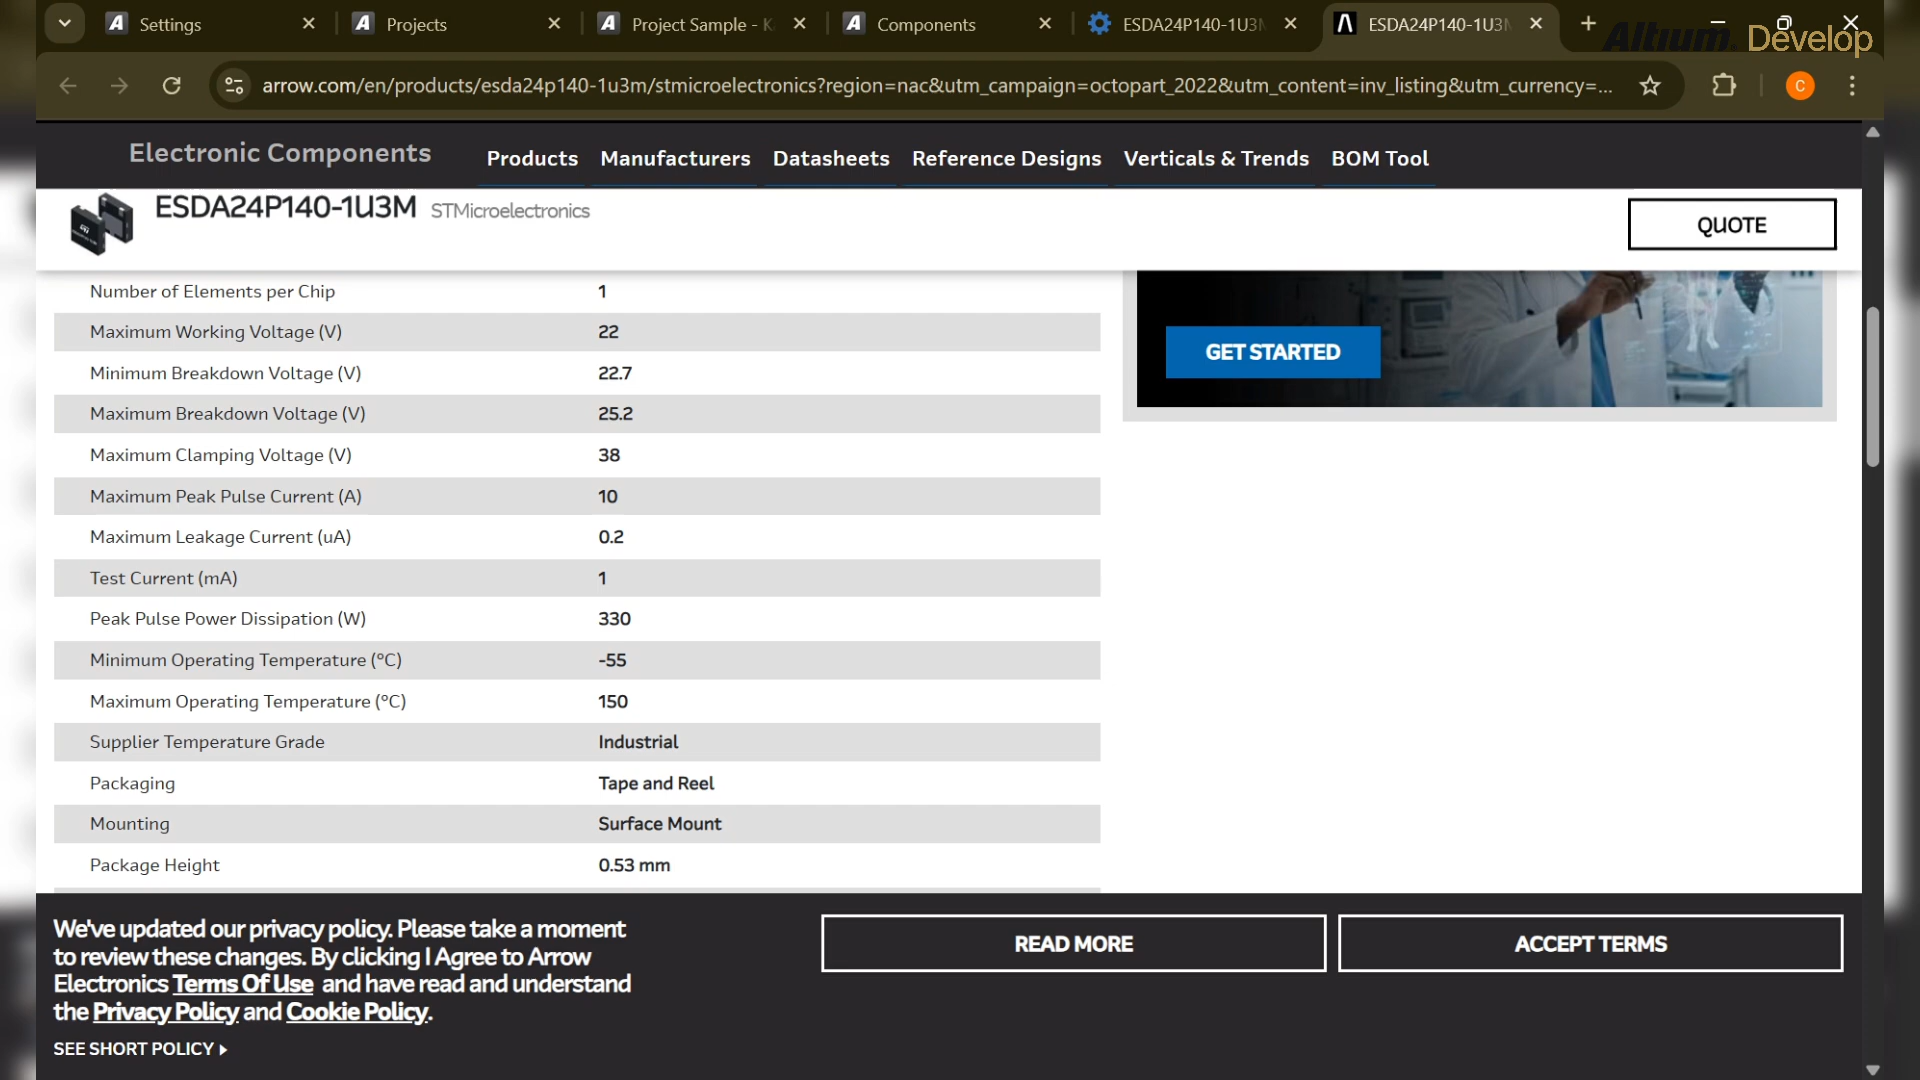 Settings
Projects
Project Sample - K
Components
ESDA24P140-1U3M
ESDA24P140-1U3M
Altium. Develop
arrow.com/en/products/esda24p140-1u3m/stmicroelectronics?region=nac&utm_campaign=octopart_2022&utm_content=inv_listing&utm_currency=...
C
Electronic Components
Products
Manufacturers
Datasheets
Reference Designs
Verticals & Trends
BOM Tool
ESDA24P140-1U3M STMicroelectronics
QUOTE
Number of Elements per Chip 1
Maximum Working Voltage (V) 22
Minimum Breakdown Voltage (V) 22.7
Maximum Breakdown Voltage (V) 25.2
Maximum Clamping Voltage (V) 38
Maximum Peak Pulse Current (A) 10
Maximum Leakage Current (uA) 0.2
Test Current (mA) 1
Peak Pulse Power Dissipation (W) 330
Minimum Operating Temperature (°C) -55
Maximum Operating Temperature (°C) 150
Supplier Temperature Grade Industrial
Packaging Tape and Reel
Mounting Surface Mount
Package Height 0.53 mm
GET STARTED
We've updated our privacy policy. Please take a moment
to review these changes. By clicking I Agree to Arrow
Electronics Terms Of Use and have read and understand
the Privacy Policy and Cookie Policy.
SEE SHORT POLICY
READ MORE
ACCEPT TERMS